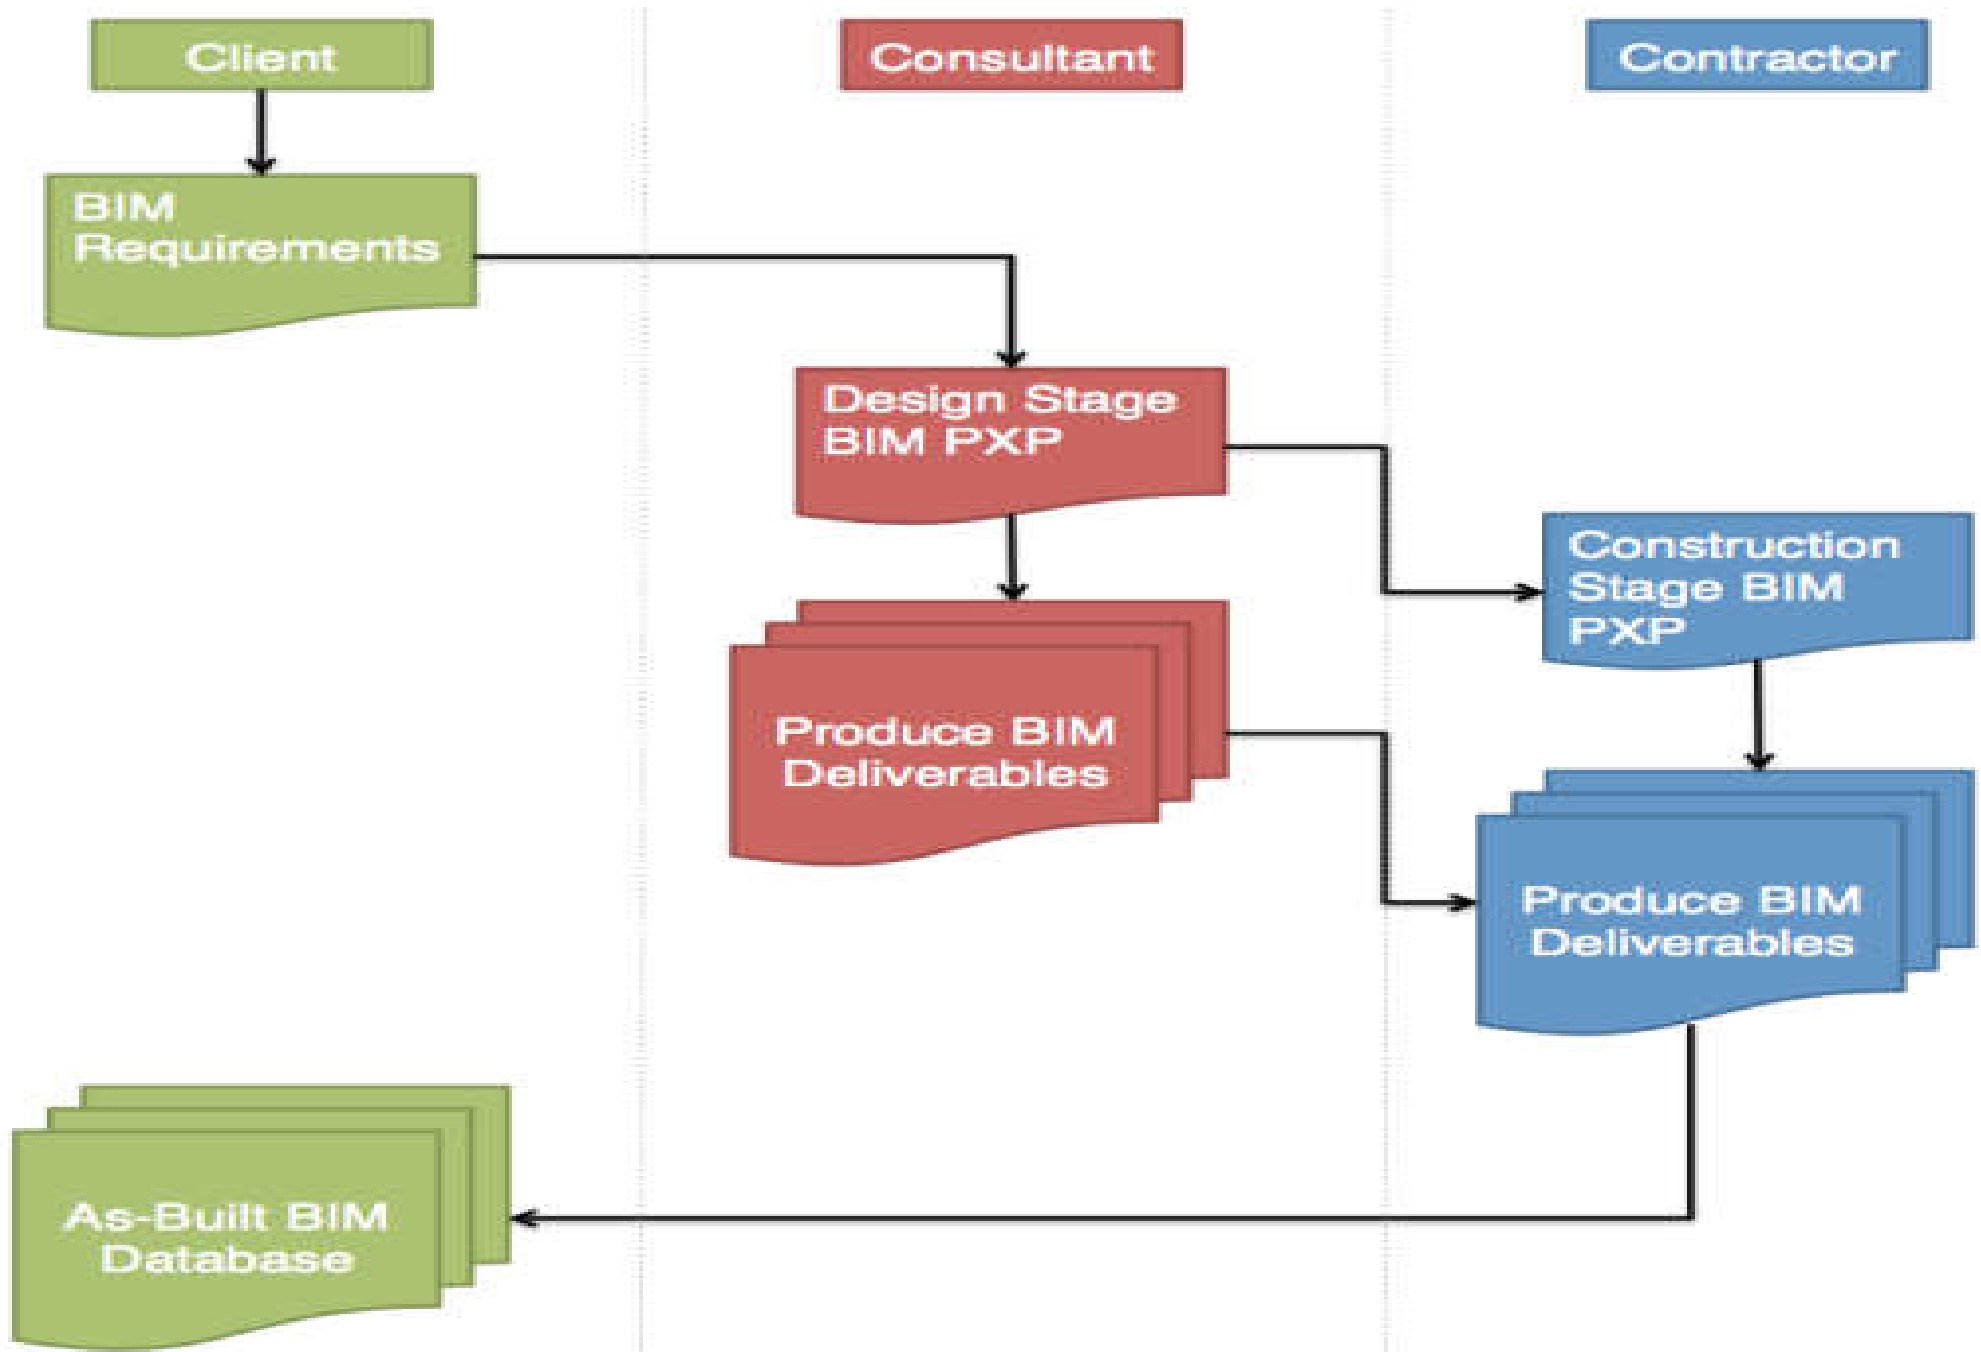 Client
Consultant
Contractor
BIM
Requirements
Design Stage
BIM PXP
Construction
Stage BIM
PXP
Produce BIM
Deliverables
Produce BIM
Deliverables
As-Built BIM
Database